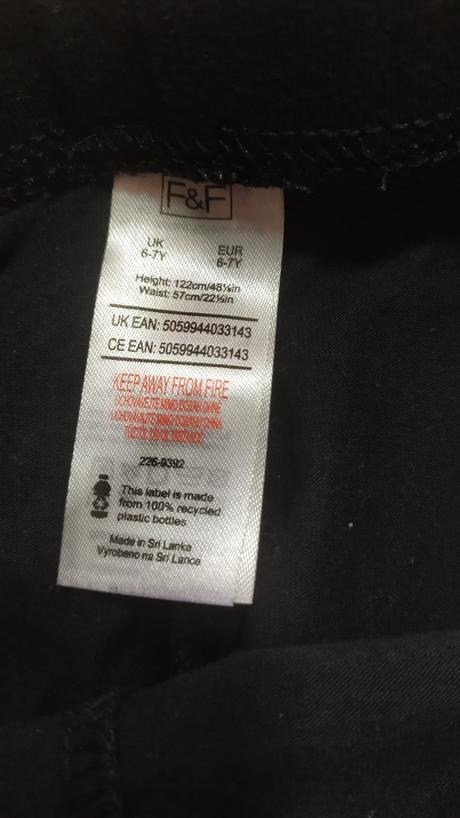 F&F
UK EUR
6-7Y 6-7Y
Height: 122cm/48¼in
Waist: 57cm/22½in
UK EAN: 5059944033143
CE EAN: 5059944033143
KEEP AWAY FROM FIRE
226-9392
This label is made
from 100% recycled
plastic bottles
Made in Sri Lanka
Vyrobeno na Srí Lance